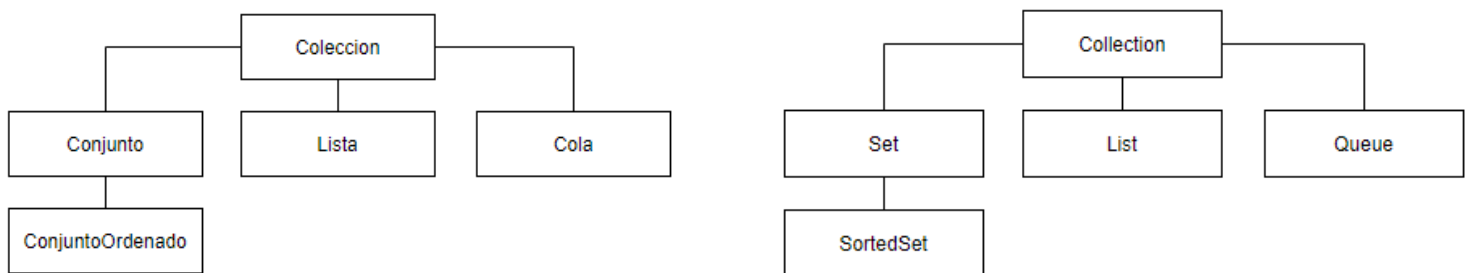 Coleccion
Conjunto
Lista
Cola
ConjuntoOrdenado
Collection
Set
List
Queue
SortedSet